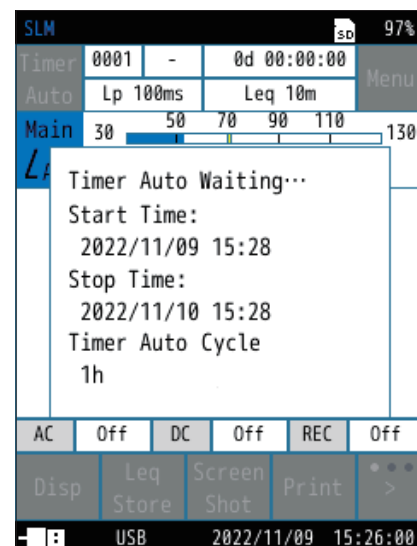 SLM SD 97%
Timer 0001 - 0d 00:00:00 Menu
Auto Lp 100ms Leq 10m
Main 30 50 70 90 110 130
LA
Timer Auto Waiting…
Start Time:
2022/11/09 15:28
Stop Time:
2022/11/10 15:28
Timer Auto Cycle
1h
AC Off DC Off REC Off
Disp Leq Store Screen Shot Print >
USB 2022/11/09 15:26:00